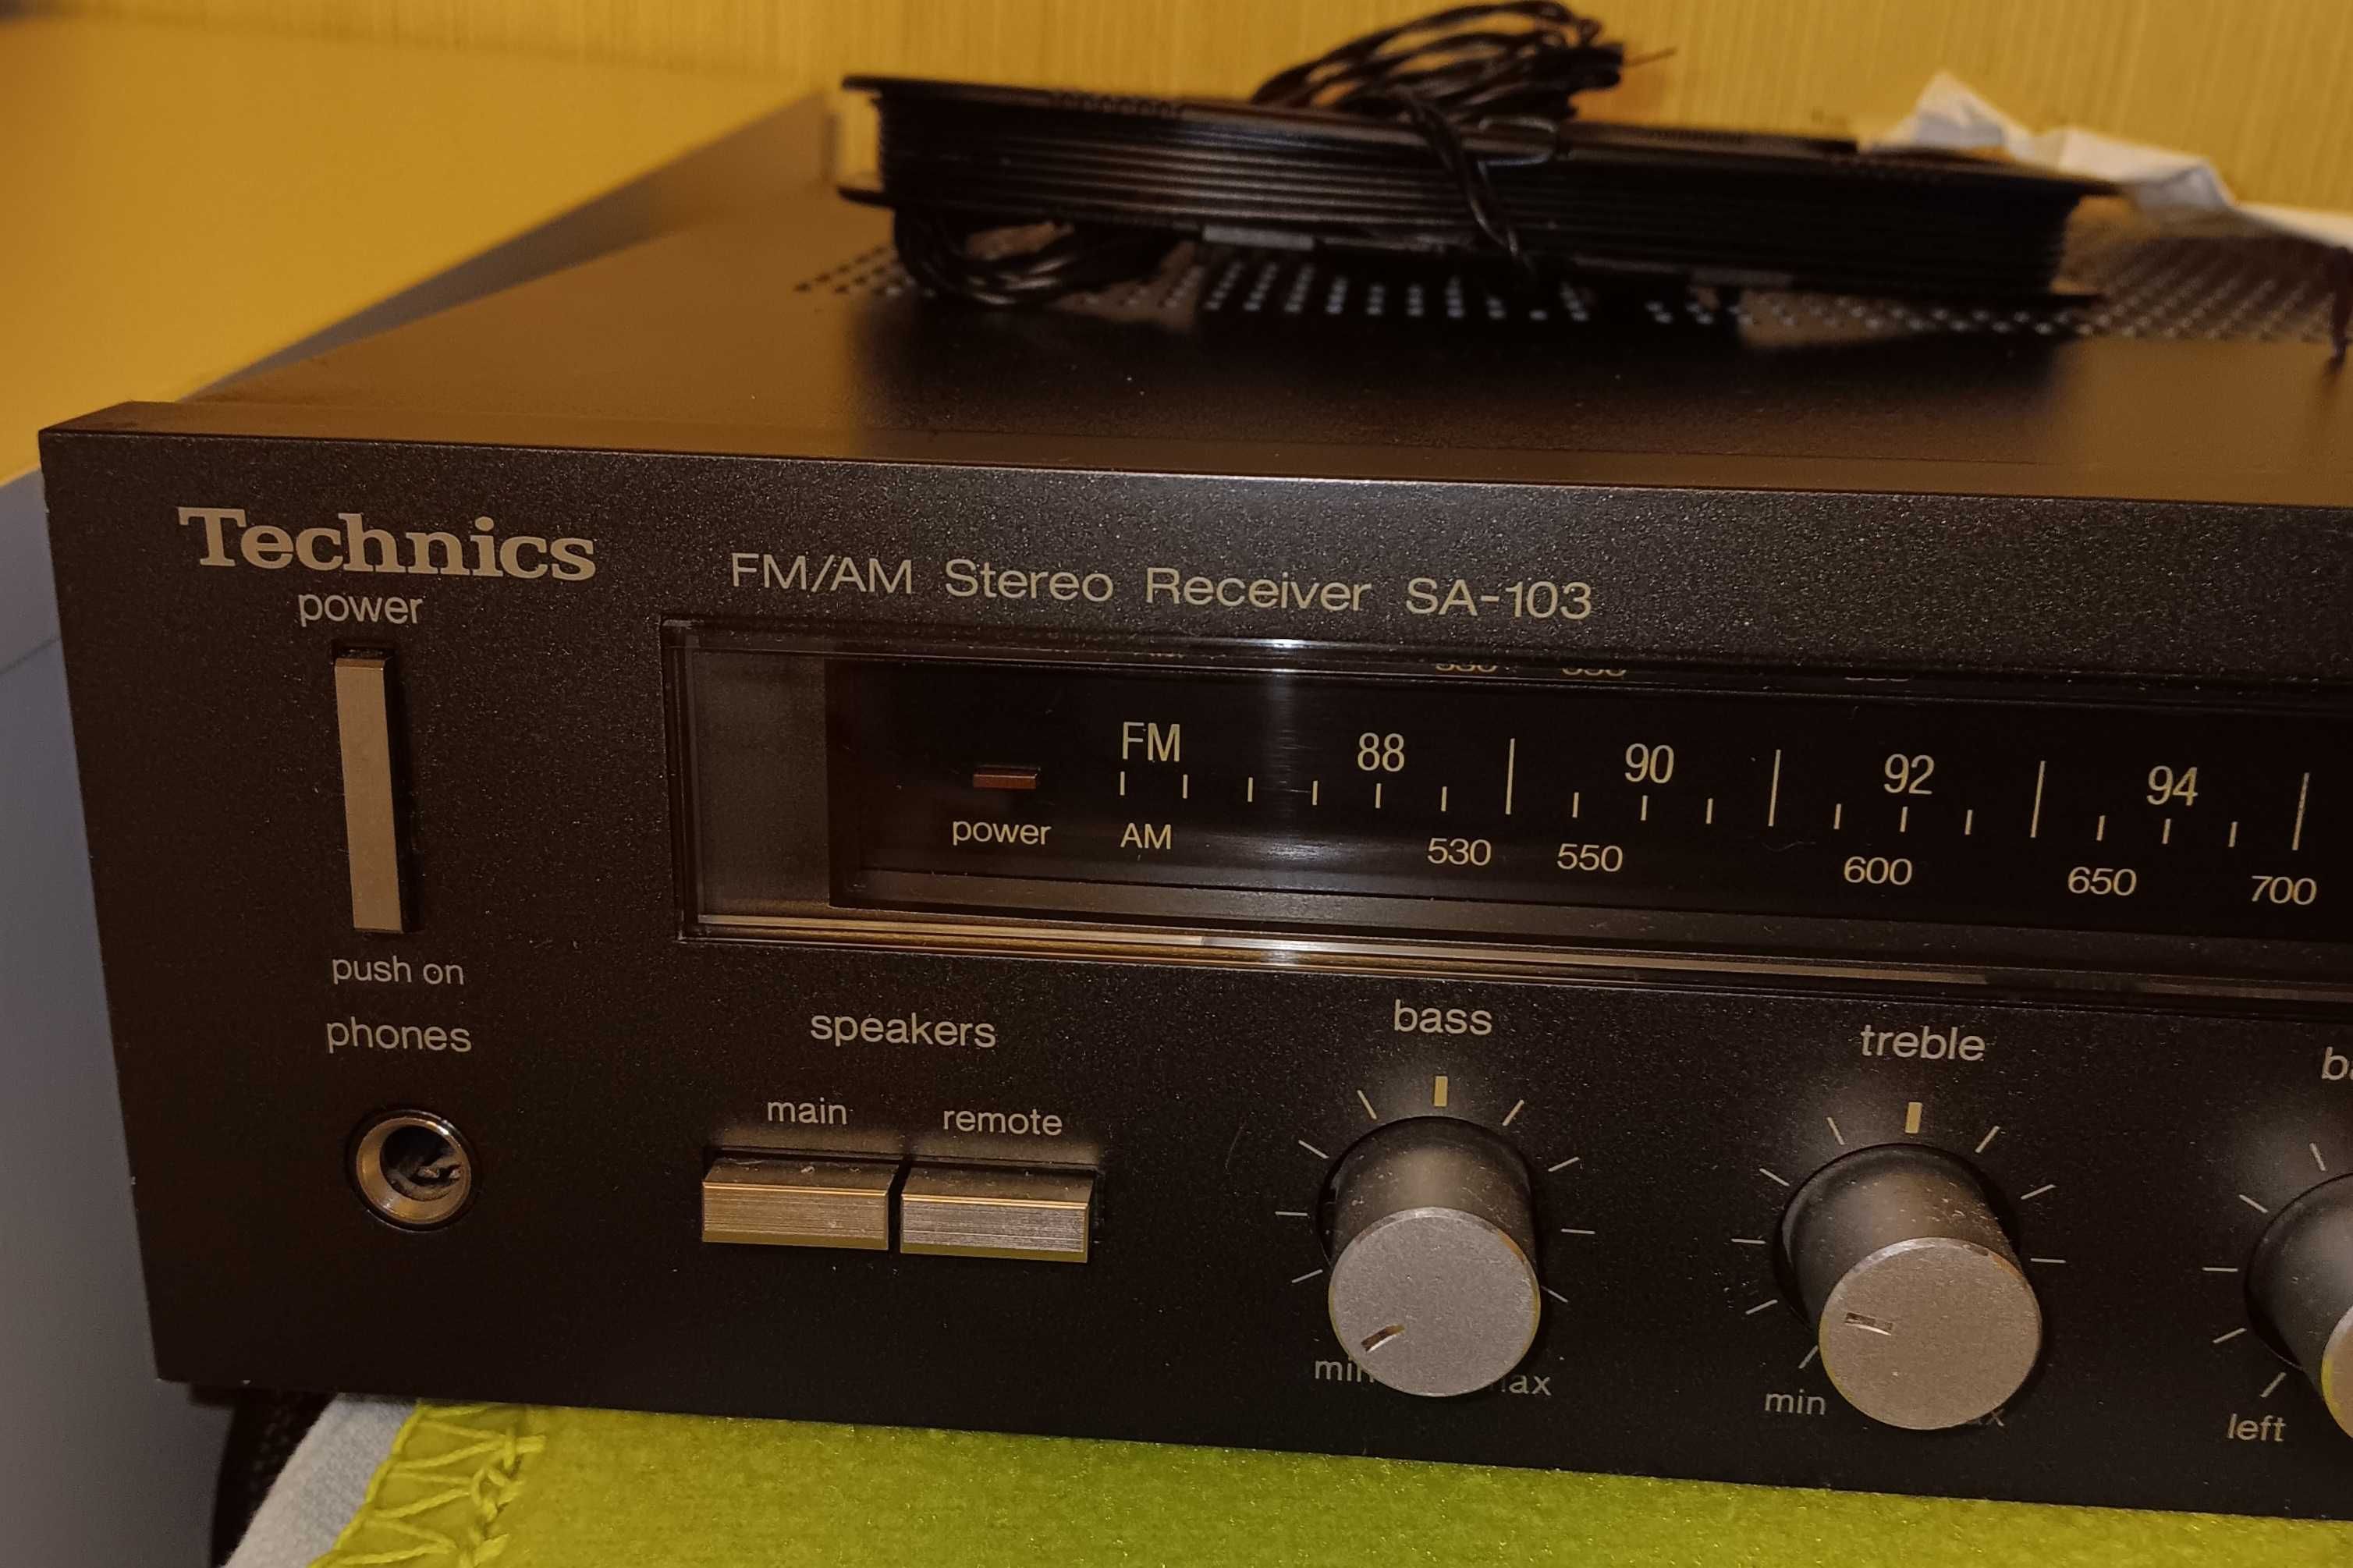 Technics
power
FM/AM Stereo Receiver SA-103
FM 88 90 92 94
power AM 530 550 600 650 700
push on
phones
speakers
main remote
bass
treble
min
min
left